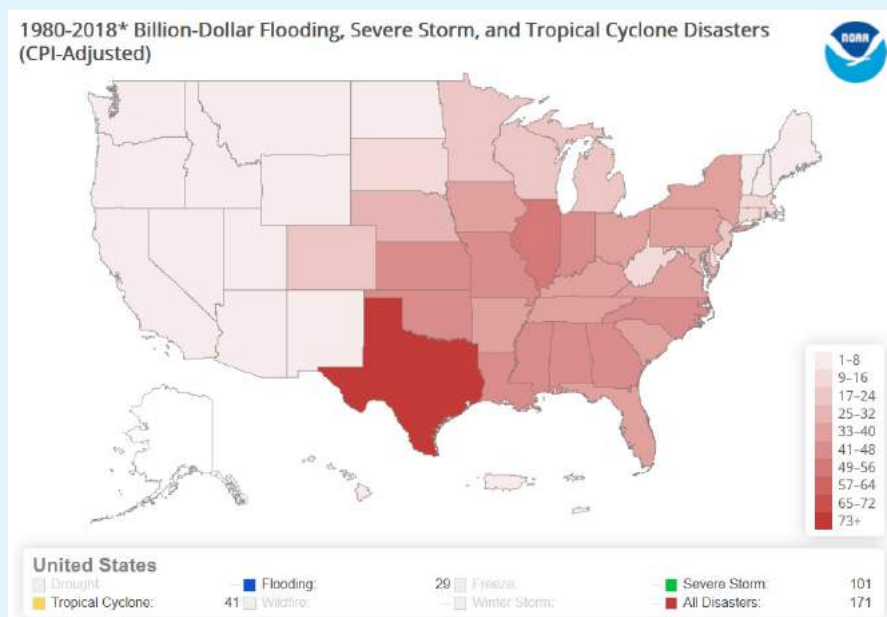 1980-2018* Billion-Dollar Flooding, Severe Storm, and Tropical Cyclone Disasters
(CPI-Adjusted)
NOAA
1–8
9–16
17–24
25–32
33–40
41–48
49–56
57–64
65–72
73+
United States
Drought: – Flooding: 29 Freeze: – Severe Storm: 101
Tropical Cyclone: 41 Wildfire: – Winter Storm: – All Disasters: 171